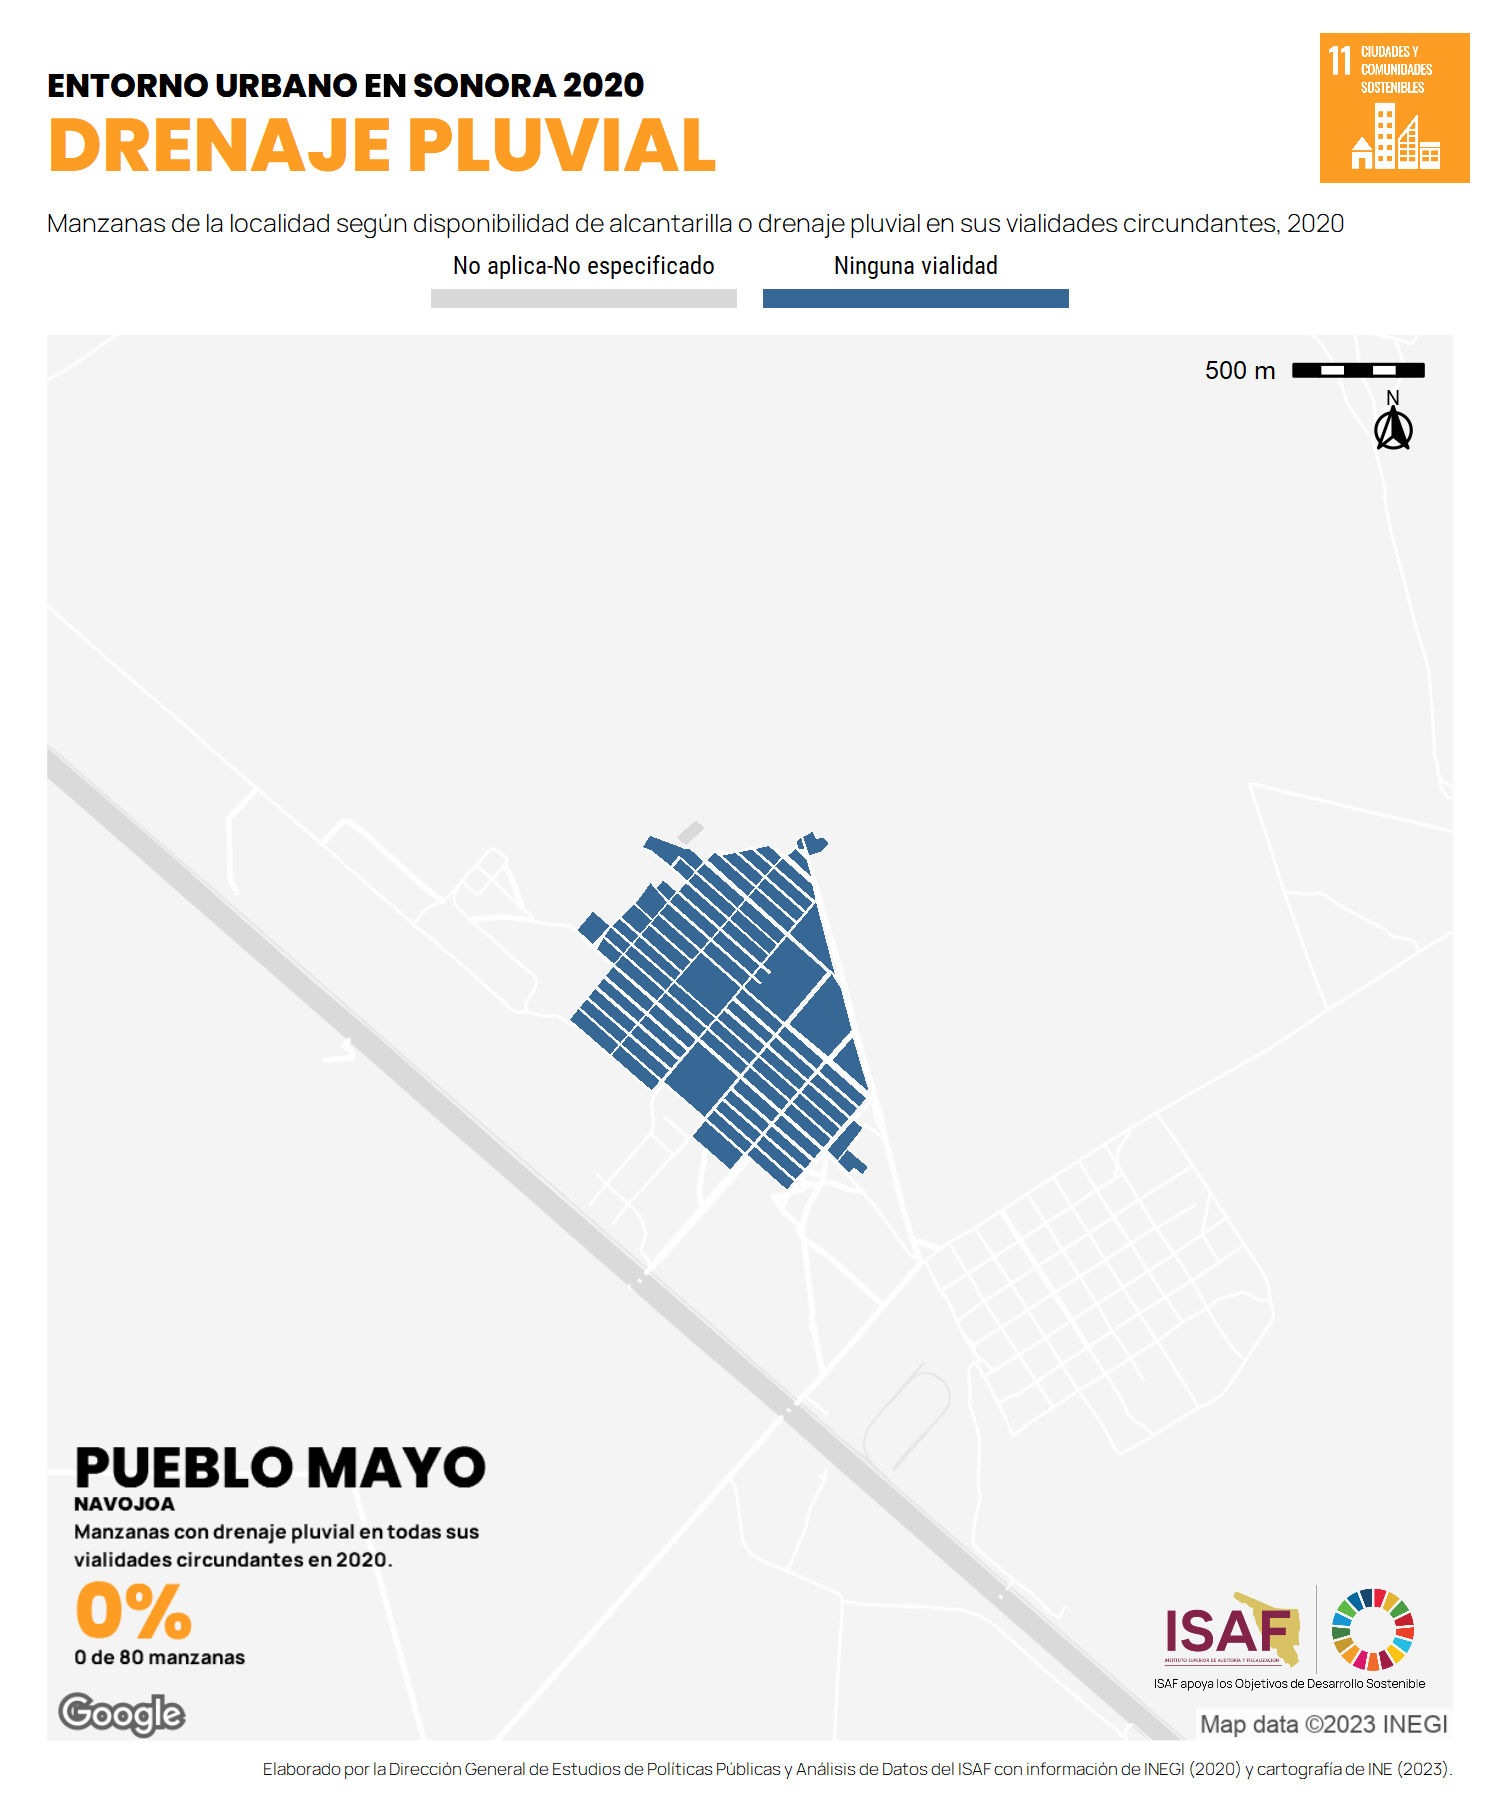 ENTORNO URBANO EN SONORA 2020
DRENAJE PLUVIAL
11 CIUDADES Y
COMUNIDADES
SOSTENIBLES
Manzanas de la localidad según disponibilidad de alcantarilla o drenaje pluvial en sus vialidades circundantes, 2020
No aplica-No especificado
Ninguna vialidad
500 m
N
PUEBLO MAYO
NAVOJOA
Manzanas con drenaje pluvial en todas sus
vialidades circundantes en 2020.
0%
0 de 80 manzanas
ISAF
INSTITUTO SUPERIOR DE AUDITORÍA Y FISCALIZACIÓN
ISAF apoya los Objetivos de Desarrollo Sostenible
Google
Map data ©2023 INEGI
Elaborado por la Dirección General de Estudios de Políticas Públicas y Análisis de Datos del ISAF con información de INEGI (2020) y cartografía de INE (2023).